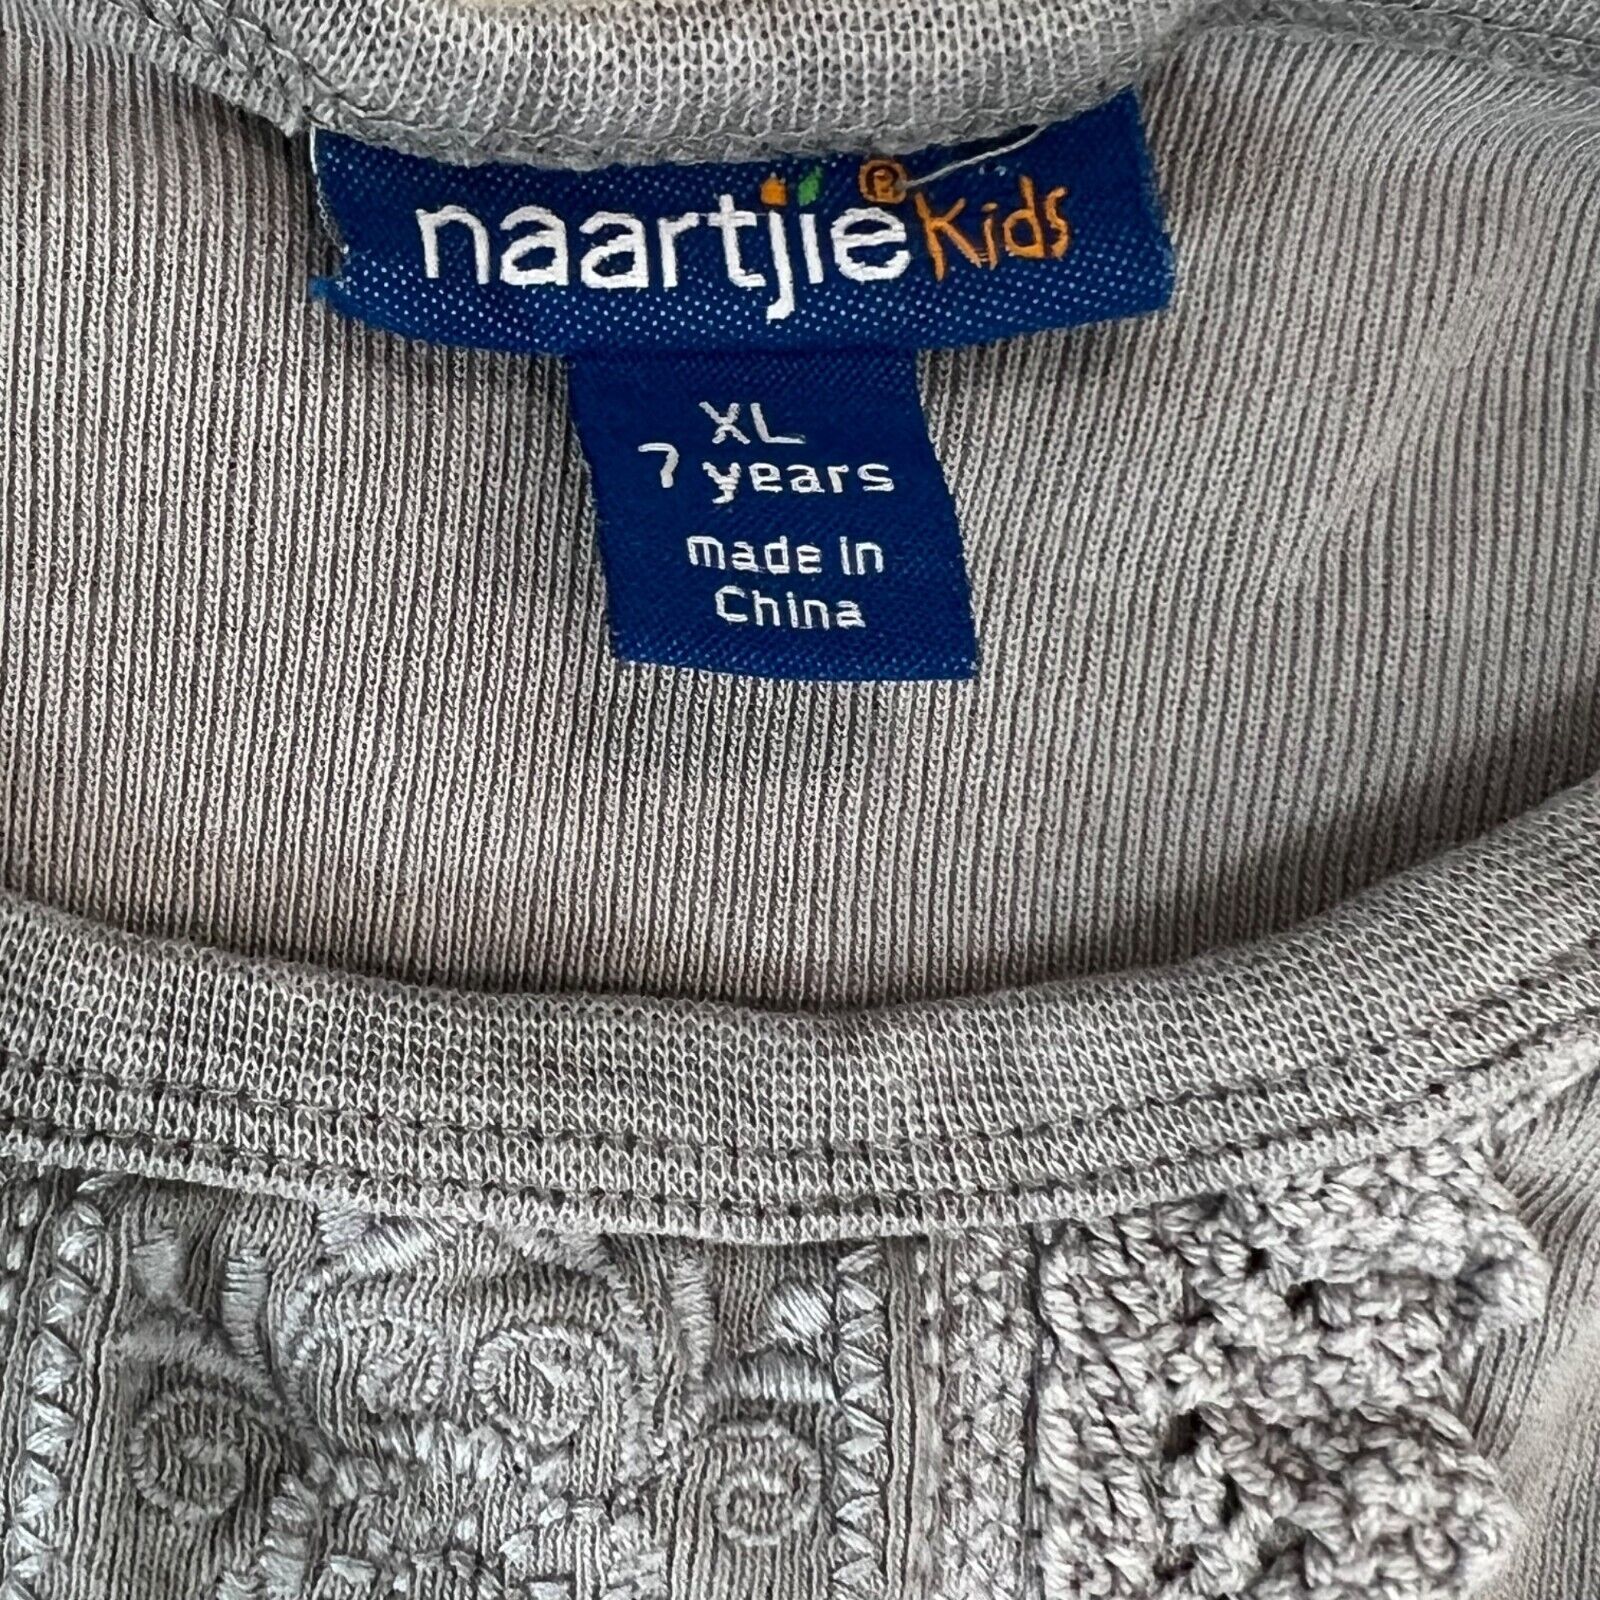 naartjie® Kids
XL
7 years
made in
China